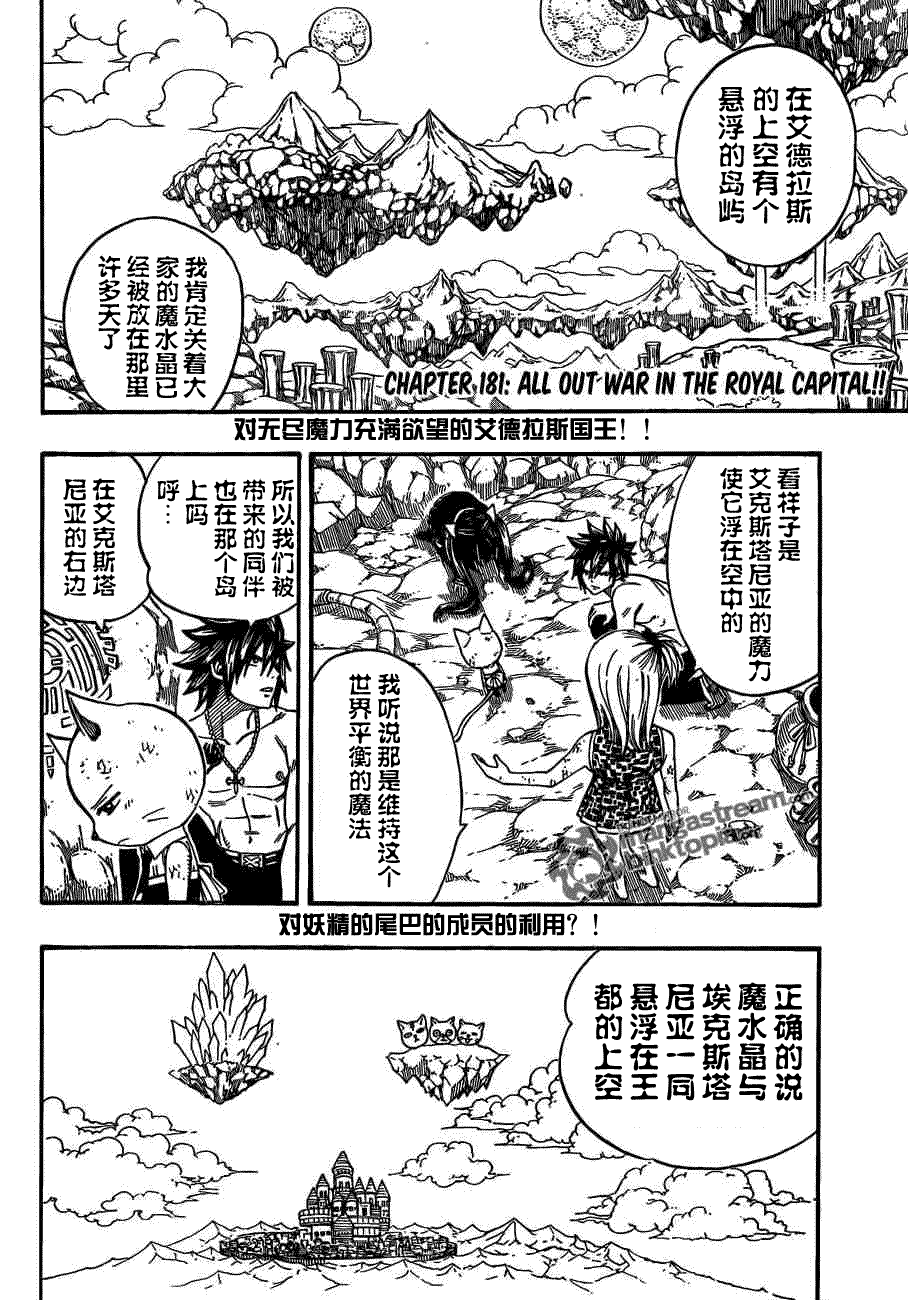 在艾德拉斯
的上空有个
悬浮的岛屿
我肯定关着大
家的魔水晶已
经被放在那里
许多天了
CHAPTER 181: ALL OUT WAR IN THE ROYAL CAPITAL!!
对无尽魔力充满欲望的艾德拉斯国王！！
看样子是
艾克斯塔尼亚的魔力
使它浮在空中的
我听说那是维持这个
世界平衡的魔法
所以我们被
带来的同伴
也在那个岛
上吗
呼…
在艾克斯塔
尼亚的右边
mangastream
pinktopia
对妖精的尾巴的成员的利用？！
正确的说
魔水晶与
埃克斯塔
尼亚一同
悬浮在王
都的上空